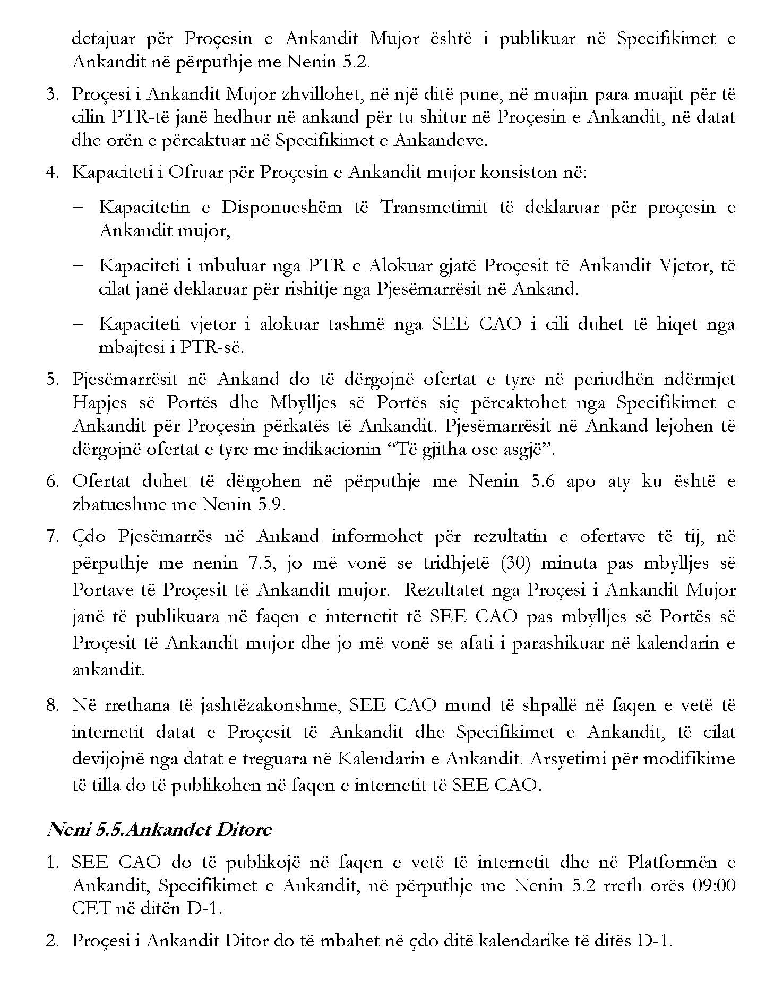 detajuar për Proçesin e Ankandit Mujor është i publikuar në Specifikimet e
Ankandit në përputhje me Nenin 5.2.
3. Proçesi i Ankandit Mujor zhvillohet, në një ditë pune, në muajin para muajit për të
cilin PTR-të janë hedhur në ankand për tu shitur në Proçesin e Ankandit, në datat
dhe orën e përcaktuar në Specifikimet e Ankandeve.
4. Kapaciteti i Ofruar për Proçesin e Ankandit mujor konsiston në:
– Kapacitetin e Disponueshëm të Transmetimit të deklaruar për proçesin e
Ankandit mujor,
– Kapaciteti i mbuluar nga PTR e Alokuar gjatë Proçesit të Ankandit Vjetor, të
cilat janë deklaruar për rishitje nga Pjesëmarrësit në Ankand.
– Kapaciteti vjetor i alokuar tashmë nga SEE CAO i cili duhet të hiqet nga
mbajtesi i PTR-së.
5. Pjesëmarrësit në Ankand do të dërgojnë ofertat e tyre në periudhën ndërmjet
Hapjes së Portës dhe Mbylljes së Portës siç përcaktohet nga Specifikimet e
Ankandit për Proçesin përkatës të Ankandit. Pjesëmarrësit në Ankand lejohen të
dërgojnë ofertat e tyre me indikacionin “Të gjitha ose asgjë”.
6. Ofertat duhet të dërgohen në përputhje me Nenin 5.6 apo aty ku është e
zbatueshme me Nenin 5.9.
7. Çdo Pjesëmarrës në Ankand informohet për rezultatin e ofertave të tij, në
përputhje me nenin 7.5, jo më vonë se tridhjetë (30) minuta pas mbylljes së
Portave të Proçesit të Ankandit mujor.  Rezultatet nga Proçesi i Ankandit Mujor
janë të publikuara në faqen e internetit të SEE CAO pas mbylljes së Portës së
Proçesit të Ankandit mujor dhe jo më vonë se afati i parashikuar në kalendarin e
ankandit.
8. Në rrethana të jashtëzakonshme, SEE CAO mund të shpallë në faqen e vetë të
internetit datat e Proçesit të Ankandit dhe Specifikimet e Ankandit, të cilat
devijojnë nga datat e treguara në Kalendarin e Ankandit. Arsyetimi për modifikime
të tilla do të publikohen në faqen e internetit të SEE CAO.
Neni 5.5.Ankandet Ditore
1. SEE CAO do të publikojë në faqen e vetë të internetit dhe në Platformën e
Ankandit, Specifikimet e Ankandit, në përputhje me Nenin 5.2 rreth orës 09:00
CET në ditën D-1.
2. Proçesi i Ankandit Ditor do të mbahet në çdo ditë kalendarike të ditës D-1.